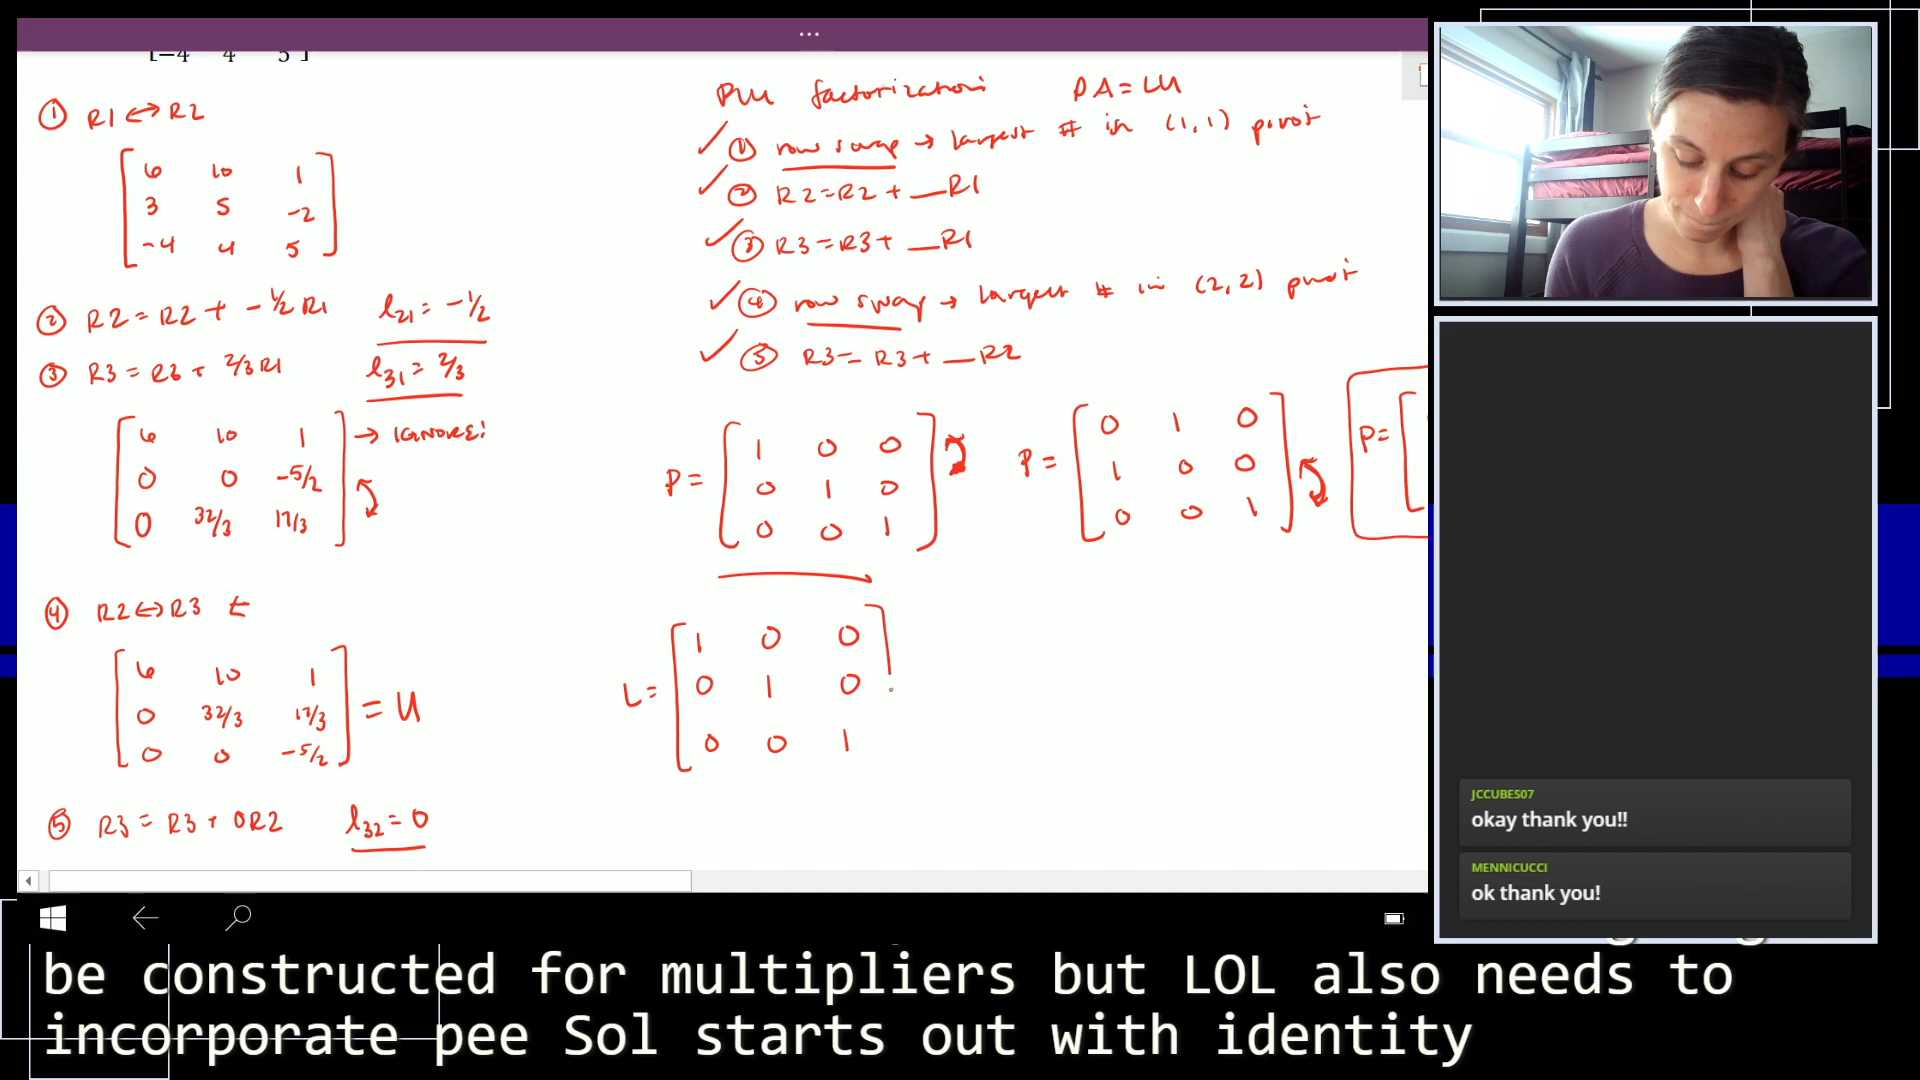 ...
[-4 4 5]
① R1 ↔ R2
[ 6 10 1
3 5 -2
-4 4 5 ]
② R2 = R2 + -1/2 R1 l21 = -1/2
③ R3 = R3 + 2/3 R1 l31 = 2/3
[ 6 10 1 ] → IGNORE!
0 0 -5/2
0 32/3 17/3 ]
④ R2 ↔ R3
[ 6 10 1
0 32/3 17/3 ] = U
0 0 -5/2 ]
⑤ R3 = R3 + 0R2 l32 = 0
PLU factorization: PA = LU
✓ ① row swap → largest # in (1,1) pivot
✓ ② R2 = R2 + __R1
✓ ③ R3 = R3 + __R1
✓ ④ row swap → largest # in (2,2) pivot
✓ ⑤ R3 = R3 + __R2
P = [ 1 0 0
0 1 0
0 0 1 ]
P = [ 0 1 0
1 0 0
0 0 1 ]
P = [
L = [ 1 0 0
0 1 0
0 0 1
JCCUBES07
okay thank you!!
MENNICUCCI
ok thank you!
be constructed for multipliers but LOL also needs to
incorporate pee Sol starts out with identity